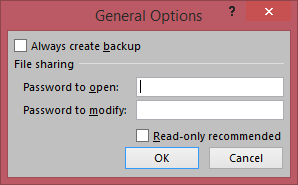 General Options ?
Always create backup
File sharing
Password to open:
Password to modify:
Read-only recommended
OK Cancel